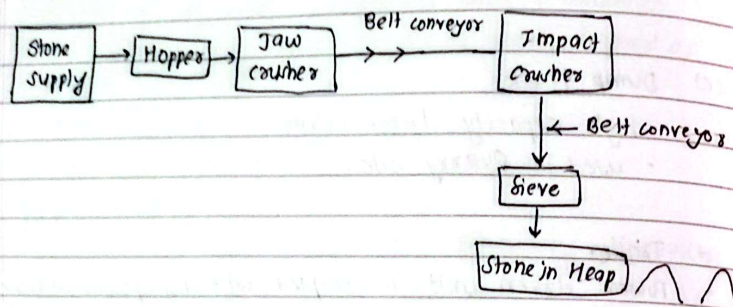 Stone
supply
Hopper
Jaw
crusher
Belt conveyor
Impact
crusher
Belt conveyor
Sieve
Stone in Heap